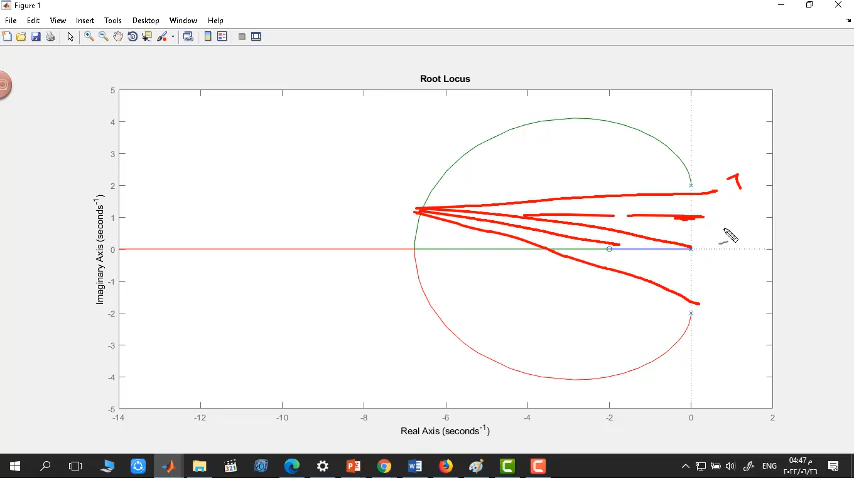 Figure 1
File Edit View Insert Tools Desktop Window Help
Root Locus
5
4
3
2
1
0
-1
-2
-3
-4
-5
Imaginary Axis (seconds⁻¹)
-14 -12 -10 -8 -6 -4 -2 0 2
Real Axis (seconds⁻¹)
ENG
04:47 م